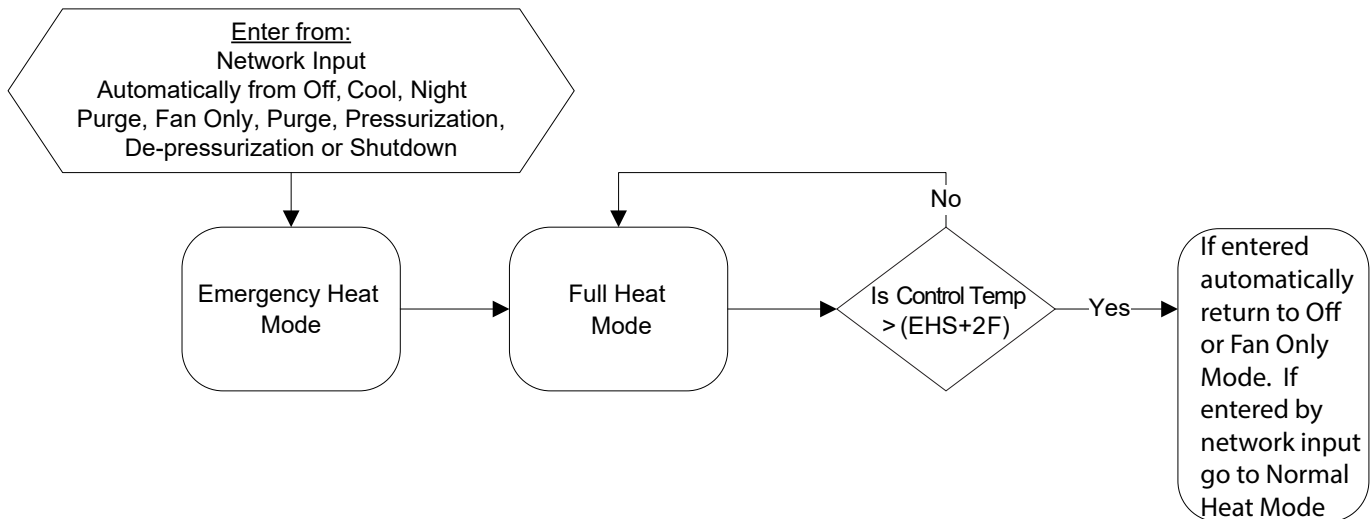 Enter from:
Network Input
Automatically from Off, Cool, Night
Purge, Fan Only, Purge, Pressurization,
De-pressurization or Shutdown
Emergency Heat
Mode
Full Heat
Mode
No
Is Control Temp
> (EHS+2F)
Yes
If entered
automatically
return to Off
or Fan Only
Mode. If
entered by
network input
go to Normal
Heat Mode